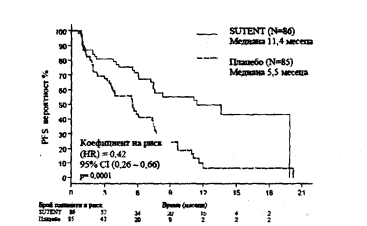 SUTENT (N=86)
Медиана 11,4 месеца
Плацебо (N=85)
Медиана 5,5 месеца
PFS вероятност %
100
90
80
70
60
50
40
30
20
10
0
Коефициент на риск
(HR) = 0.42
95% CI (0,26 – 0,66)
p= 0,0001
0 3 6 9 12 15 18 21
Брой пациенти в риск Време (месеци)
SUTENT 86 57 34 20 15 4 2
Плацебо 85 42 20 9 2 2 2